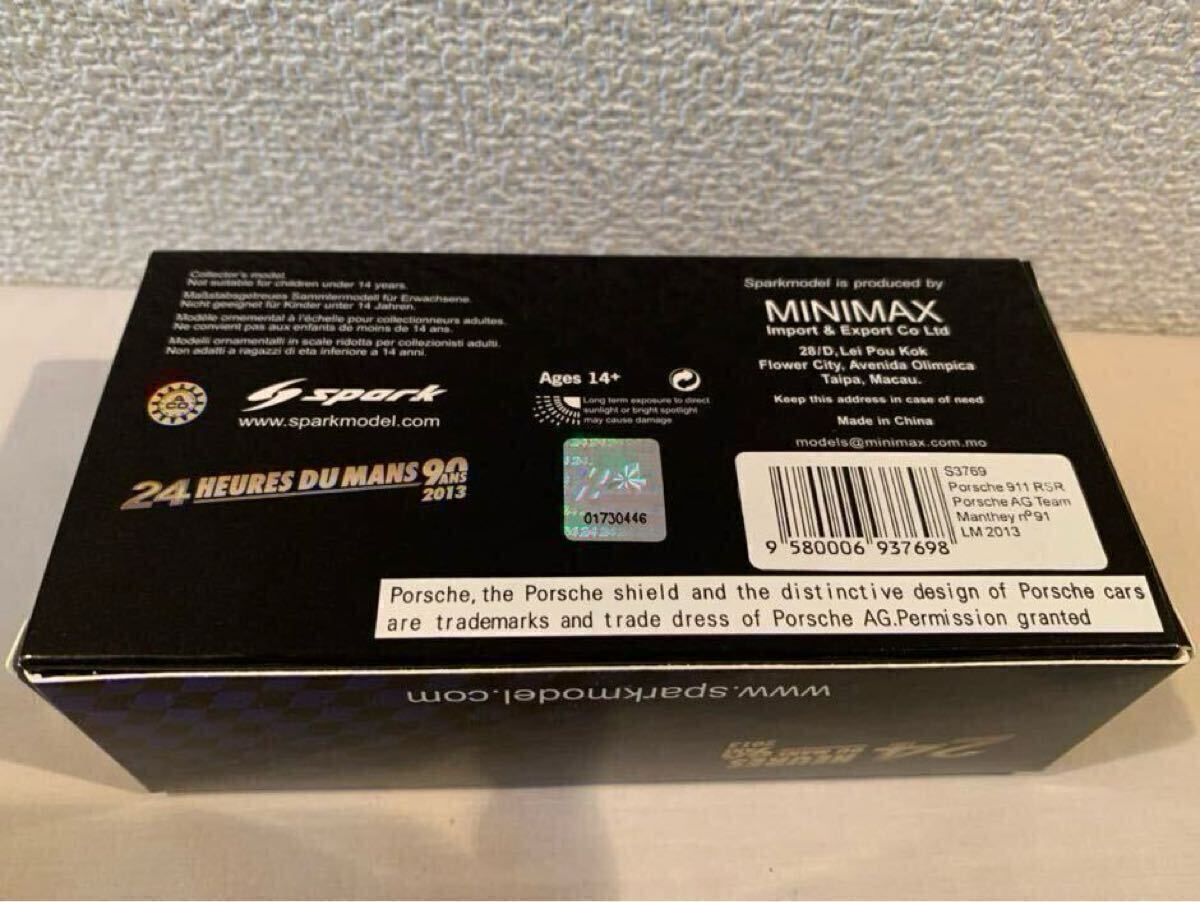 Collector's model.
Not suitable for children under 14 years.
Maßstabsgetreues Sammlermodell für Erwachsene.
Nicht geeignet für Kinder unter 14 Jahren.
Modèle ornemental à l'échelle pour collectionneurs adultes.
Ne convient pas aux enfants de moins de 14 ans.
Modelli ornamentalli in scale ridotta per collezionisti adulti.
Non adatti a ragazzi di eta inferiore a 14 anni.
spark
www.sparkmodel.com
24 HEURES DU MANS 90
ANS
2013
Ages 14+
Long term exposure to direct
sunlight or bright spotlight
may cause damage
01730446
Sparkmodel is produced by
MINIMAX
Import & Export Co Ltd
28/D, Lei Pou Kok
Flower City, Avenida Olimpica
Taipa, Macau.
Keep this address in case of need
Made in China
models@minimax.com.mo
S3769
Porsche 911 RSR
Porsche AG Team
Manthey nº91
LM 2013
9 580006 937698
Porsche, the Porsche shield and the distinctive design of Porsche cars
are trademarks and trade dress of Porsche AG.Permission granted
www.sparkmodel.com
24 HEURES
2013